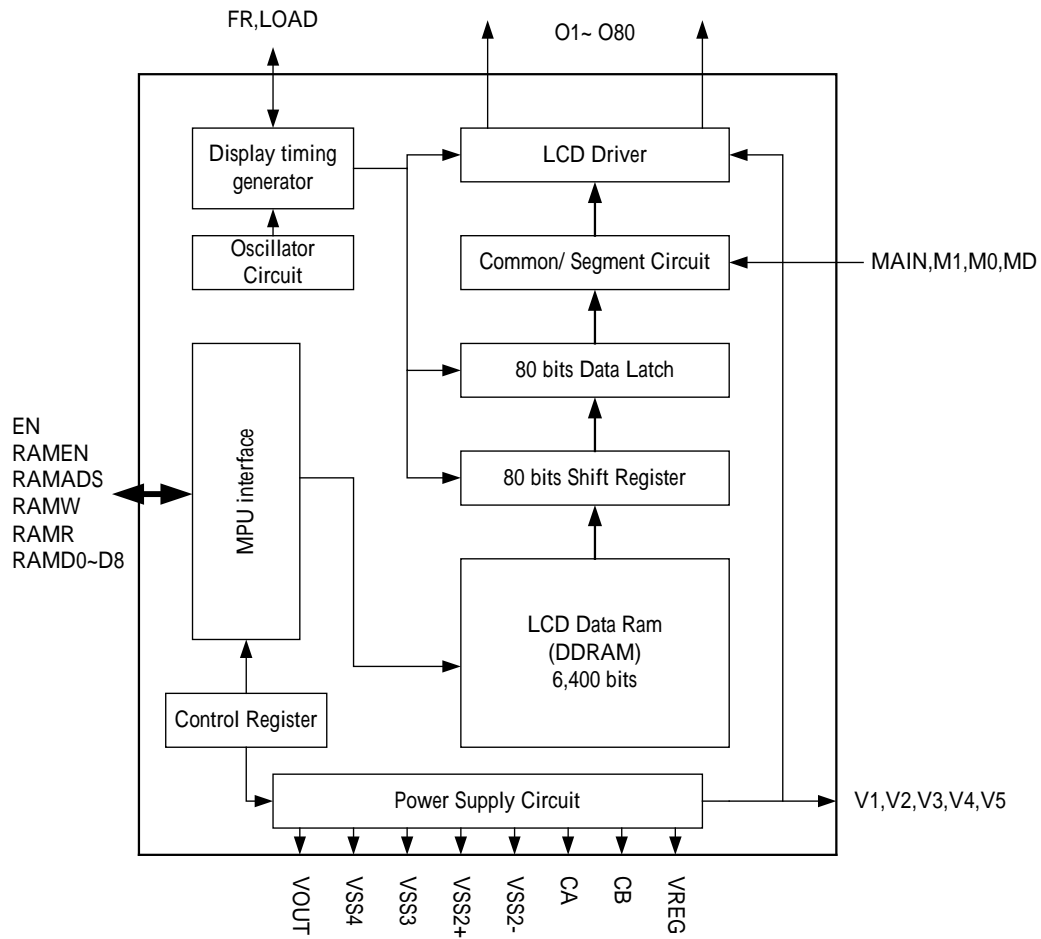 FR,LOAD
O1~ O80
Display timing
generator
LCD Driver
Oscillator
Circuit
Common/ Segment Circuit
MAIN,M1,M0,MD
80 bits Data Latch
EN
RAMEN
RAMADS
RAMW
RAMR
RAMD0~D8
MPU interface
80 bits Shift Register
LCD Data Ram
(DDRAM)
6,400 bits
Control Register
Power Supply Circuit
V1,V2,V3,V4,V5
VOUT
VSS4
VSS3
VSS2+
VSS2-
CA
CB
VREG